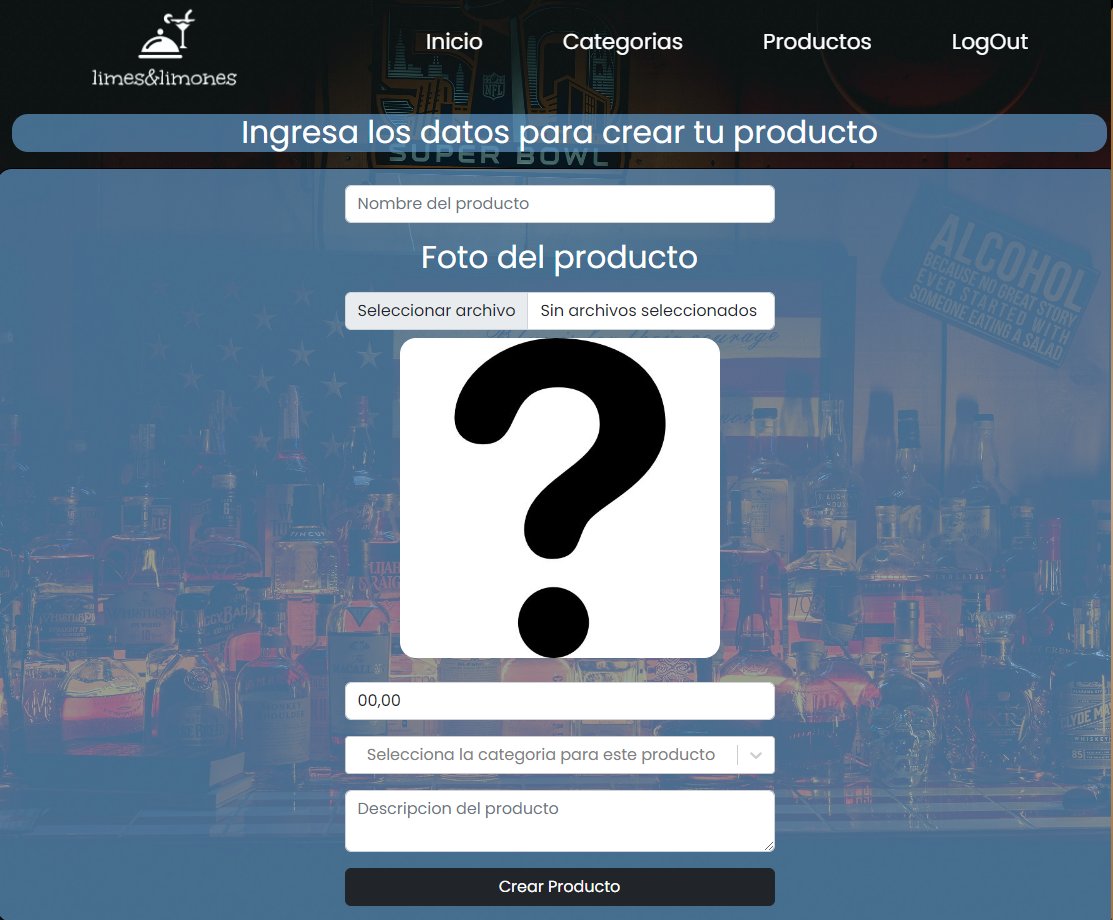 limes&limones
Inicio
Categorias
Productos
LogOut
NFL
Ingresa los datos para crear tu producto
SUPER BOWL
Nombre del producto
Foto del producto
Seleccionar archivo
Sin archivos seleccionados
ALCOHOL
BECAUSE NO GREAT STORY
EVER STARTED WITH
SOMEONE EATING A SALAD
courage
00,00
Selecciona la categoria para este producto
Descripcion del producto
Crear Producto